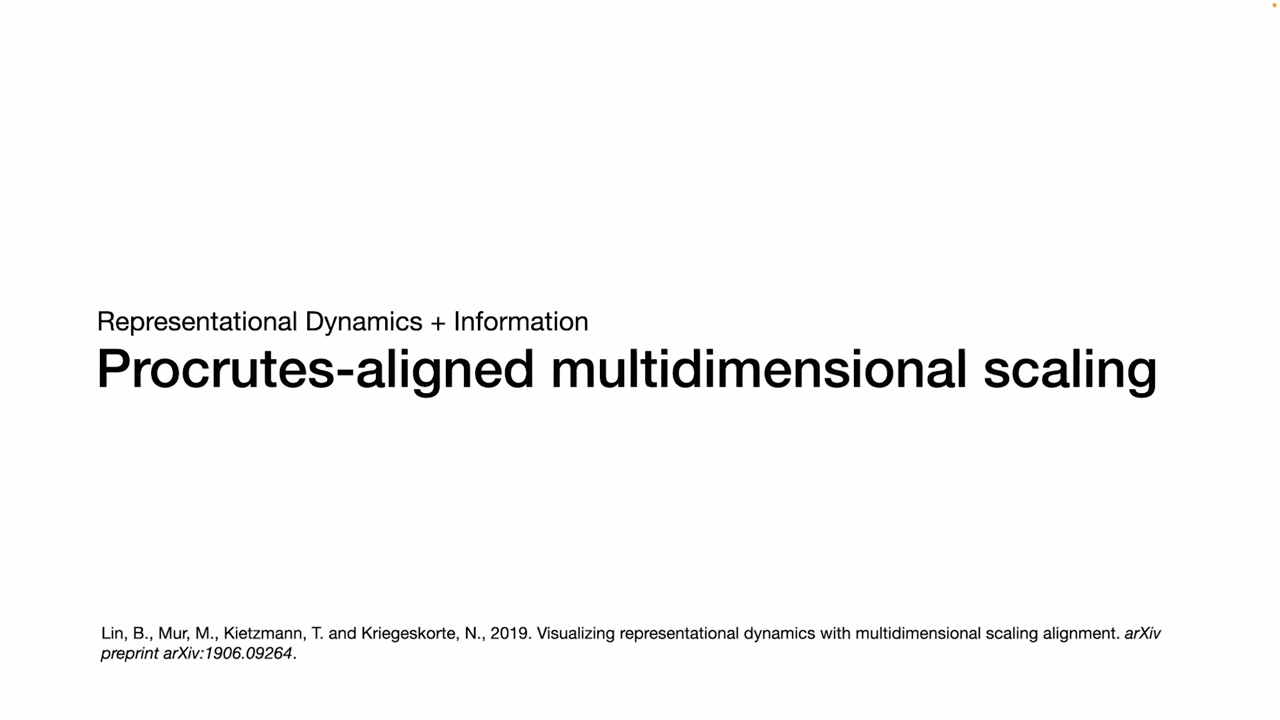 Representational Dynamics + Information
Procrutes-aligned multidimensional scaling
Lin, B., Mur, M., Kietzmann, T. and Kriegeskorte, N., 2019. Visualizing representational dynamics with multidimensional scaling alignment. arXiv
preprint arXiv:1906.09264.